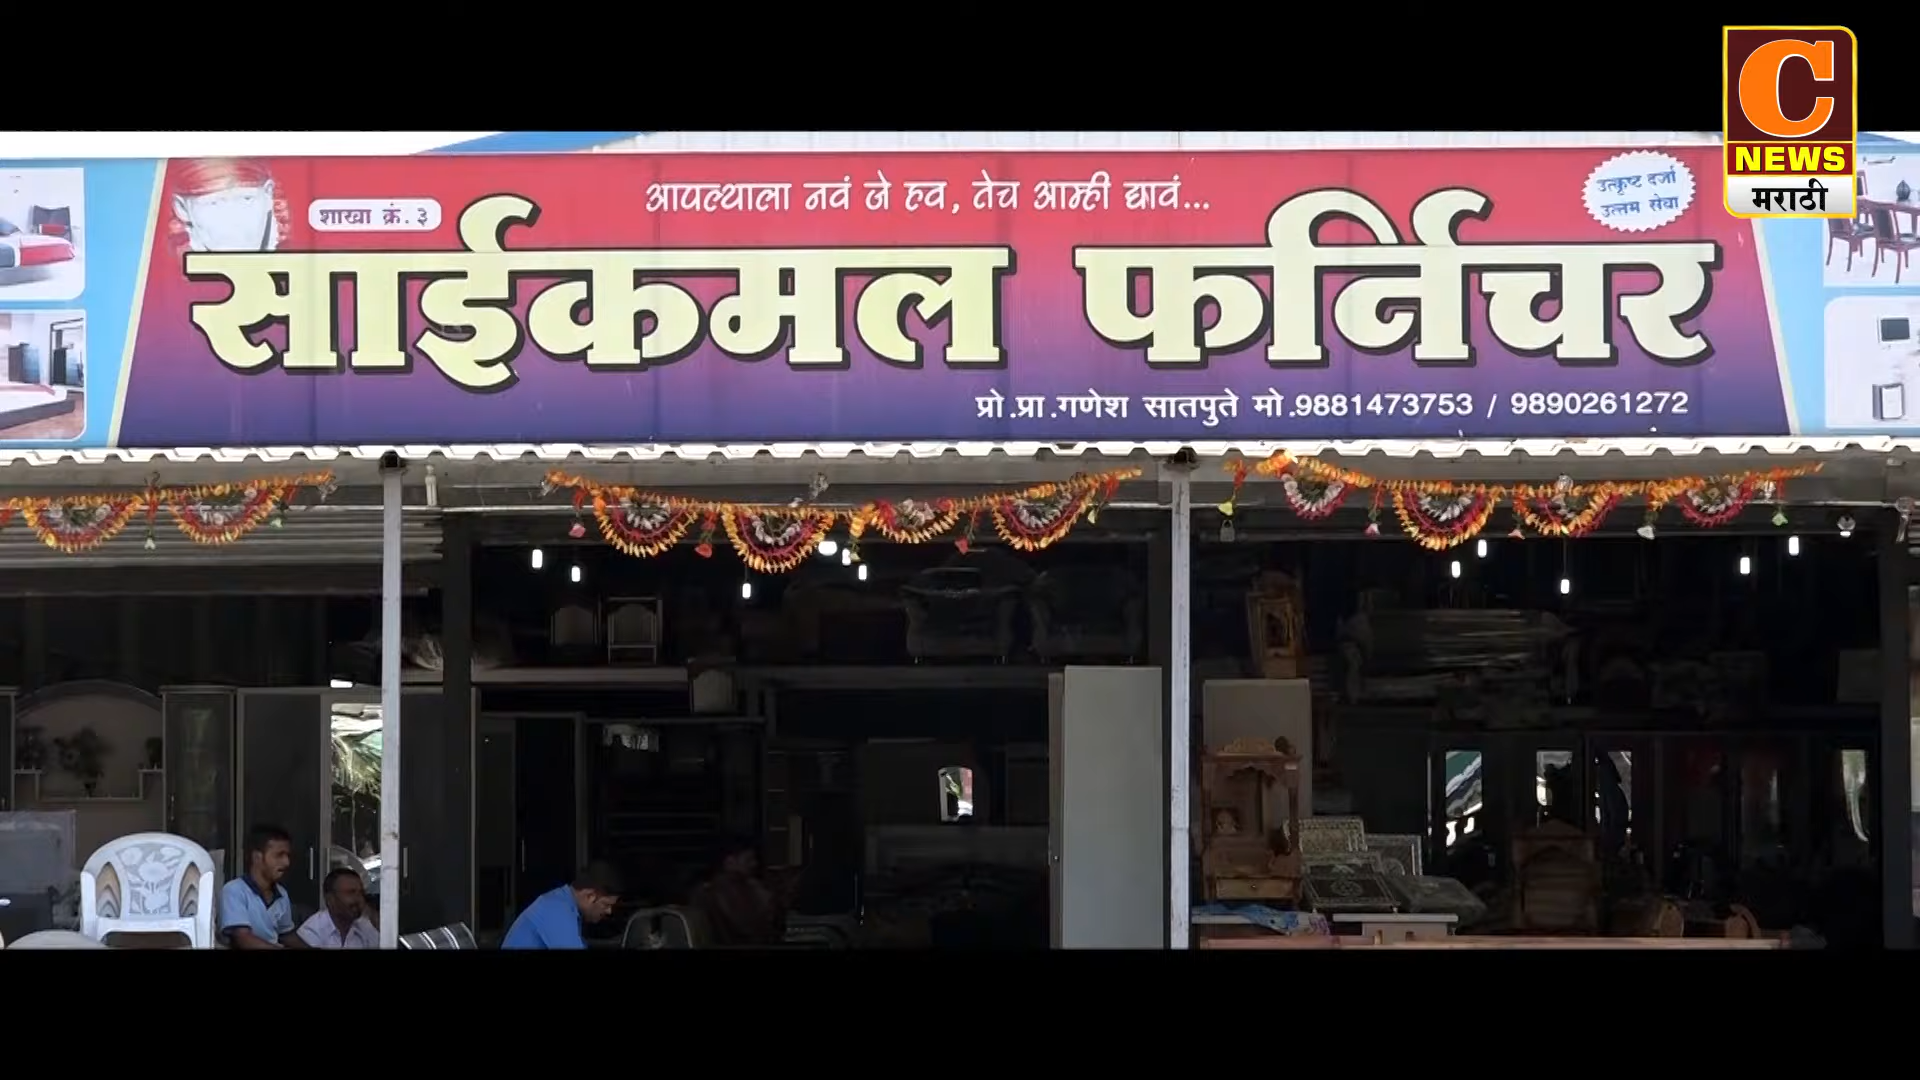 C
NEWS
मराठी
आपल्याला नवं जे हव, तेच आम्ही द्यावं...
उत्कृष्ट दर्जा
उत्तम सेवा
शाखा क्रं. ३
साईकमल फर्निचर
प्रो.प्रा.गणेश सातपुते मो.9881473753 / 9890261272